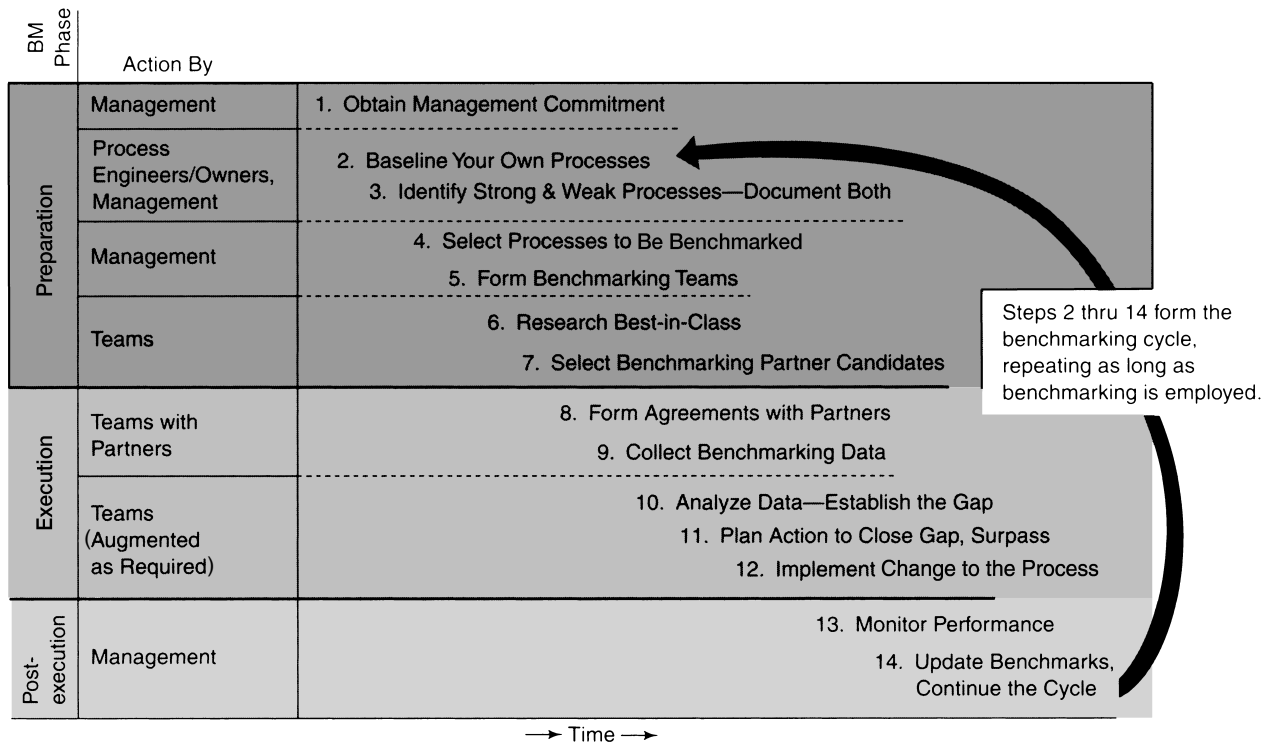 BM
Phase
Action By
Preparation
Management
1. Obtain Management Commitment
Process
Engineers/Owners,
Management
2. Baseline Your Own Processes
3. Identify Strong & Weak Processes—Document Both
Management
4. Select Processes to Be Benchmarked
5. Form Benchmarking Teams
Teams
6. Research Best-in-Class
7. Select Benchmarking Partner Candidates
Steps 2 thru 14 form the
benchmarking cycle,
repeating as long as
benchmarking is employed.
Execution
Teams with
Partners
8. Form Agreements with Partners
9. Collect Benchmarking Data
Teams
(Augmented
as Required)
10. Analyze Data—Establish the Gap
11. Plan Action to Close Gap, Surpass
12. Implement Change to the Process
Post-
execution
Management
13. Monitor Performance
14. Update Benchmarks,
Continue the Cycle
→ Time →